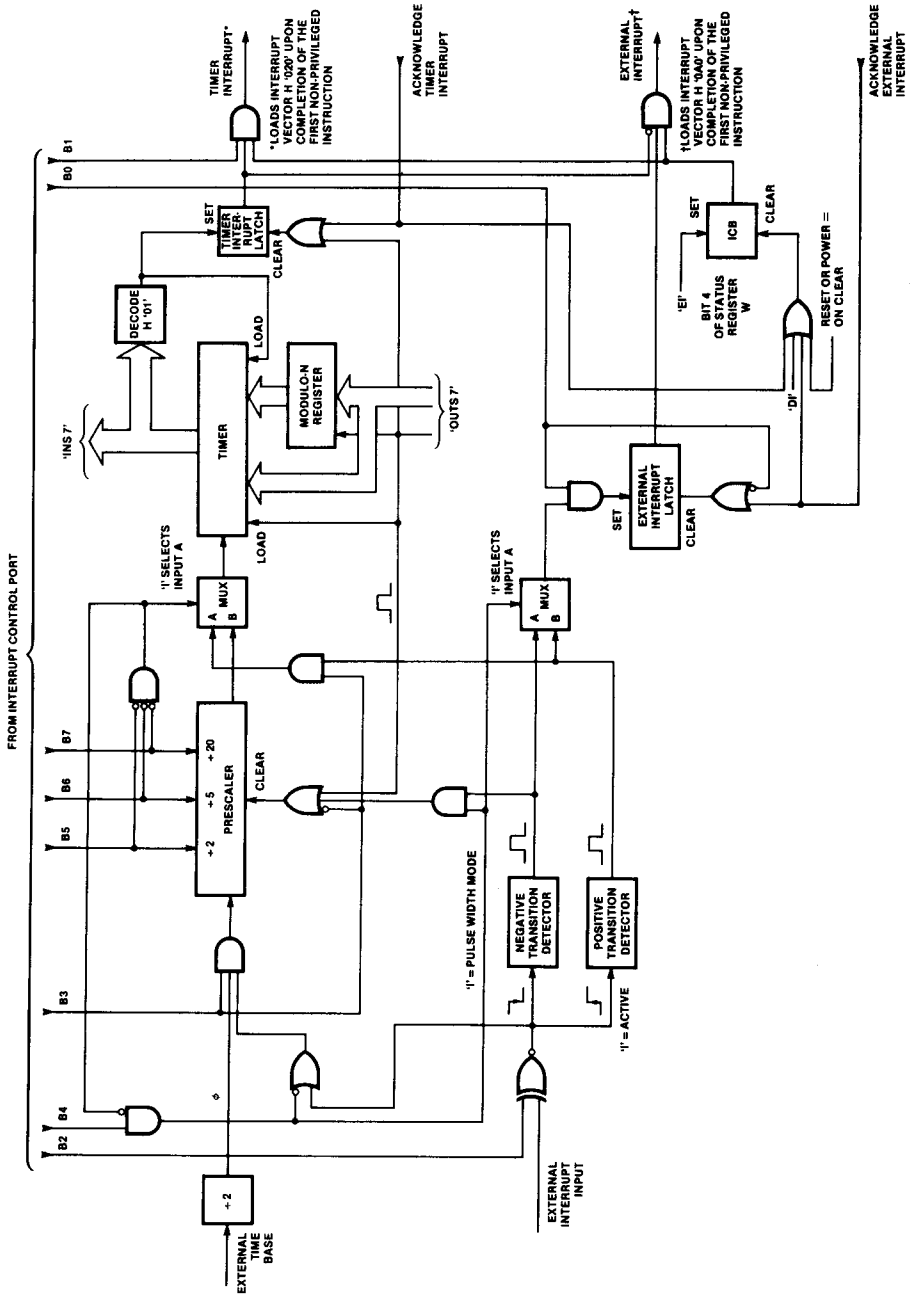 FROM INTERRUPT CONTROL PORT
B2
B4
B3
B5
B6
B7
B0
B1
EXTERNAL
TIME
BASE
÷ 2
ϕ
÷ 2
÷ 5
÷ 20
PRESCALER
CLEAR
A
MUX
B
'I' SELECTS
INPUT A
'INS 7'
TIMER
LOAD
LOAD
DECODE
H '01'
MODULO-N
REGISTER
'OUTS 7'
SET
TIMER
INTER-
RUPT
LATCH
CLEAR
TIMER
INTERRUPT*
*LOADS INTERRUPT
VECTOR H '020' UPON
COMPLETION OF THE
FIRST NON-PRIVILEGED
INSTRUCTION
ACKNOWLEDGE
TIMER
INTERRUPT
EXTERNAL
INTERRUPT
INPUT
'I' = PULSE WIDTH MODE
NEGATIVE
TRANSITION
DETECTOR
POSITIVE
TRANSITION
DETECTOR
'I' = ACTIVE
'I' SELECTS
INPUT A
A
MUX
B
SET
EXTERNAL
INTERRUPT
LATCH
CLEAR
'EI'
SET
ICB
CLEAR
BIT 4
OF STATUS
REGISTER
W
'DI'
RESET OR POWER =
ON CLEAR
EXTERNAL
INTERRUPT†
†LOADS INTERRUPT
VECTOR H '0A0' UPON
COMPLETION OF THE
FIRST NON-PRIVILEGED
INSTRUCTION
ACKNOWLEDGE
EXTERNAL
INTERRUPT